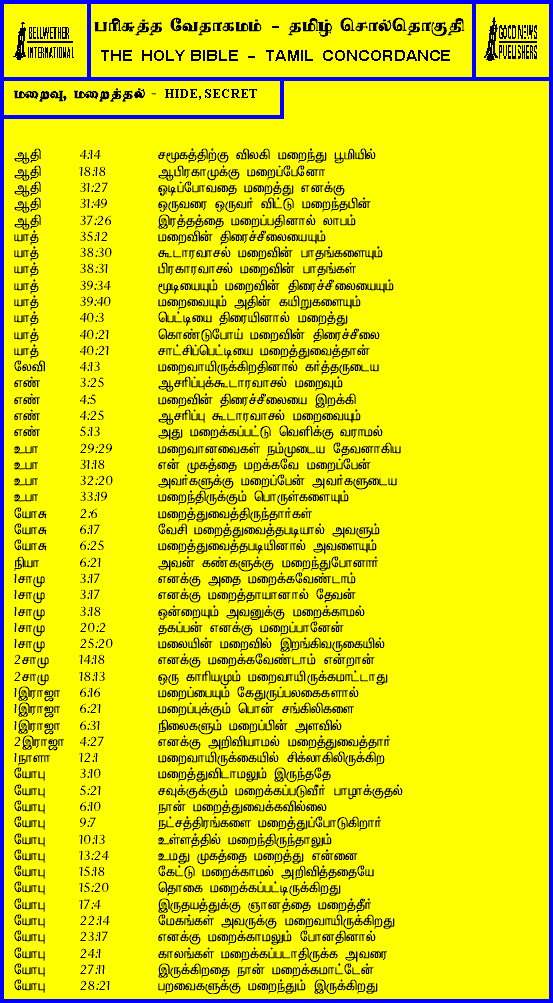 BELLWETHER
INTERNATIONAL
பரிசுத்த வேதாகமம் - தமிழ் சொல்தொகுதி
THE HOLY BIBLE - TAMIL CONCORDANCE
GOOD NEWS
PUBLISHERS
மறைவு, மறைத்தல் - HIDE, SECRET
ஆதி 4:14 சமூகத்திற்கு விலகி மறைந்து பூமியில்
ஆதி 18:18 ஆபிரகாமுக்கு மறைப்பேனோ
ஆதி 31:27 ஓடிப்போவதை மறைத்து எனக்கு
ஆதி 31:49 ஒருவரை ஒருவர் விட்டு மறைந்தபின்
ஆதி 37:26 இரத்தத்தை மறைப்பதினால் லாபம்
யாத் 35:12 மறைவின் திரைச்சீலையையும்
யாத் 38:30 கூடாரவாசல் மறைவின் பாதங்களையும்
யாத் 38:31 பிரகாரவாசல் மறைவின் பாதங்கள்
யாத் 39:34 மூடியையும் மறைவின் திரைச்சீலையையும்
யாத் 39:40 மறைவையும் அதின் கயிறுகளையும்
யாத் 40:3 பெட்டியை திரையினால் மறைத்து
யாத் 40:21 கொண்டுபோய் மறைவின் திரைச்சீலை
யாத் 40:21 சாட்சிப்பெட்டியை மறைத்துவைத்தான்
லேவி 4:13 மறைவாயிருக்கிறதினால் கர்த்தருடைய
எண் 3:25 ஆசரிப்புக்கூடாரவாசல் மறைவும்
எண் 4:5 மறைவின் திரைச்சீலையை இறக்கி
எண் 4:25 ஆசரிப்பு கூடாரவாசல் மறைவையும்
எண் 5:13 அது மறைக்கப்பட்டு வெளிக்கு வராமல்
உபா 29:29 மறைவானவைகள் நம்முடைய தேவனாகிய
உபா 31:18 என் முகத்தை மறக்கவே மறைப்பேன்
உபா 32:20 அவர்களுக்கு மறைப்பேன் அவர்களுடைய
உபா 33:19 மறைந்திருக்கும் பொருள்களையும்
யோசு 2:6 மறைத்துவைத்திருந்தார்கள்
யோசு 6:17 வேசி மறைத்துவைத்தபடியால் அவளும்
யோசு 6:25 மறைத்துவைத்தபடியினால் அவளையும்
நியா 6:21 அவன் கண்களுக்கு மறைந்துபோனார்
1சாமு 3:17 எனக்கு அதை மறைக்கவேண்டாம்
1சாமு 3:17 எனக்கு மறைத்தாயானால் தேவன்
1சாமு 3:18 ஒன்றையும் அவனுக்கு மறைக்காமல்
1சாமு 20:2 தகப்பன் எனக்கு மறைப்பானேன்
1சாமு 25:20 மலையின் மறைவில் இறங்கிவருகையில்
2சாமு 14:18 எனக்கு மறைக்கவேண்டாம் என்றான்
2சாமு 18:13 ஒரு காரியமும் மறைவாயிருக்கமாட்டாது
1இராஜா 6:16 மறைப்பையும் கேதுருப்பலகைகளால்
1இராஜா 6:21 மறைப்புக்கும் பொன் சங்கிலிகளை
1இராஜா 6:31 நிலைகளும் மறைப்பின் அளவில்
2இராஜா 4:27 எனக்கு அறிவியாமல் மறைத்துவைத்தார்
1நாளா 12:1 மறைவாயிருக்கையில் சிக்லாகிலிருக்கிற
யோபு 3:10 மறைத்துவிடாமலும் இருந்ததே
யோபு 5:21 சவுக்குக்கும் மறைக்கப்படுவீர் பாழாக்குதல்
யோபு 6:10 நான் மறைத்துவைக்கவில்லை
யோபு 9:7 நட்சத்திரங்களை மறைத்துப்போடுகிறார்
யோபு 10:13 உள்ளத்தில் மறைந்திருந்தாலும்
யோபு 13:24 உமது முகத்தை மறைத்து என்னை
யோபு 15:18 கேட்டு மறைக்காமல் அறிவித்ததையே
யோபு 15:20 தொகை மறைக்கப்பட்டிருக்கிறது
யோபு 17:4 இருதயத்துக்கு ஞானத்தை மறைத்தீர்
யோபு 22:14 மேகங்கள் அவருக்கு மறைவாயிருக்கிறது
யோபு 23:17 எனக்கு மறைக்காமலும் போனதினால்
யோபு 24:1 காலங்கள் மறைக்கப்படாதிருக்க அவரை
யோபு 27:11 இருக்கிறதை நான் மறைக்கமாட்டேன்
யோபு 28:21 பறவைகளுக்கு மறைந்தும் இருக்கிறது